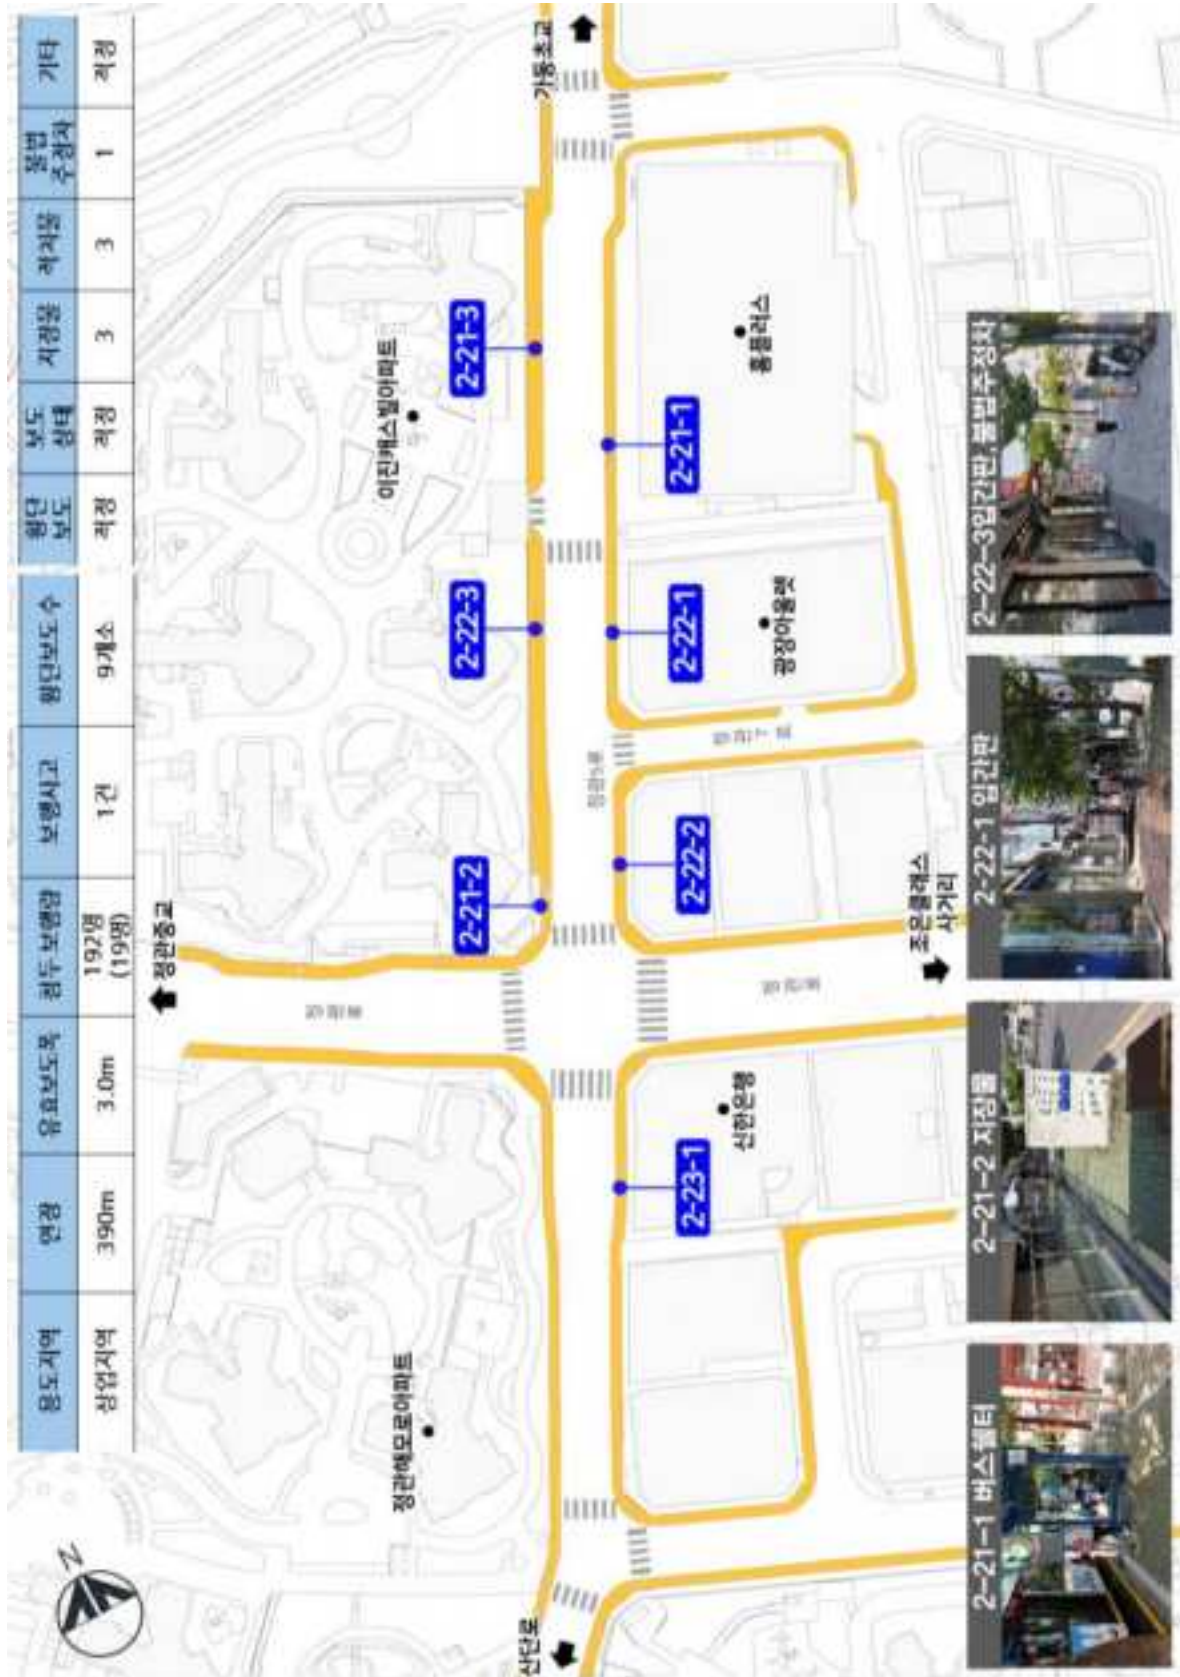 용도지역 연장 유효보도폭 첨두보행량 보행사고 횡단보도수 횡단보도 보도상태 지장물 적치물 불법주정차 기타
상업지역 390m 3.0m 192명(19명) 1건 9개소 적정 적정 3 3 1 적정
정관중교
가동초교
이진캐스빌아파트
정관해모로아파트
2-21-2
2-22-3
2-21-3
산단로
정관5로
2-23-1
2-22-2
2-22-1
2-21-1
신한은행
광장아울렛
홈플러스
조은클래스
사거리
N
2-21-1 버스쉘터
2-21-2 지장물
2-22-1 입간판
2-22-3입간판,불법주정차